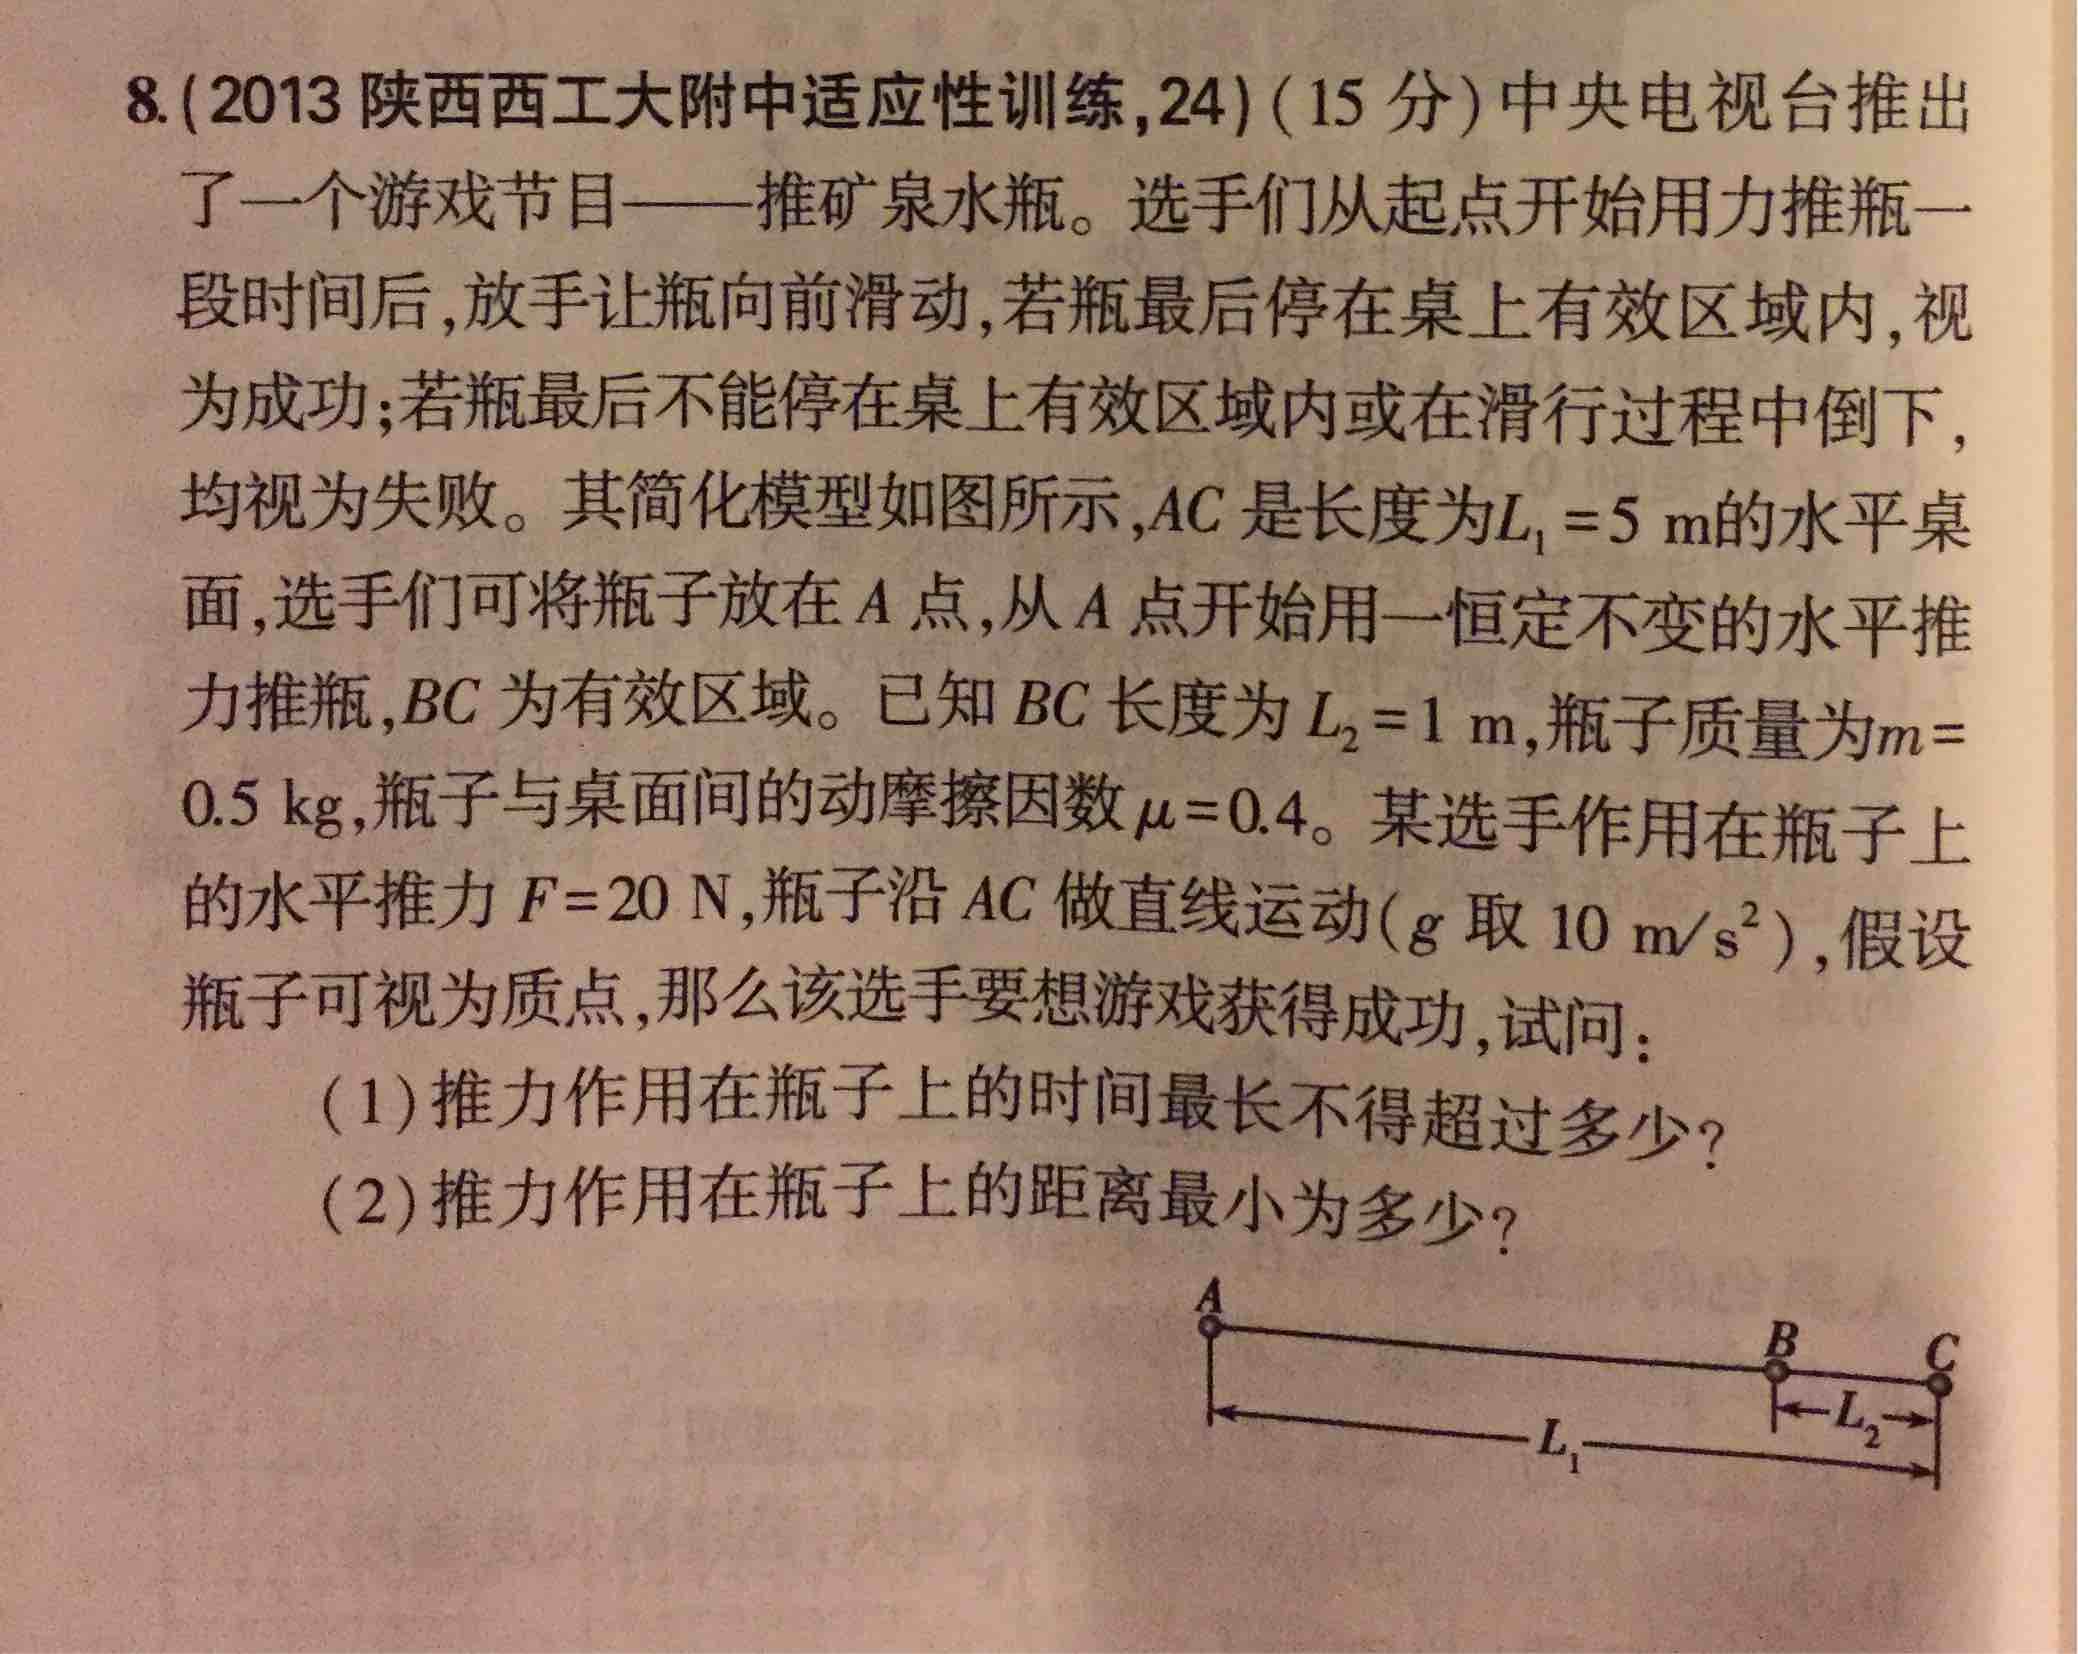 8.(2013 陕西西工大附中适应性训练,24)(15 分)中央电视台推出
了一个游戏节目——推矿泉水瓶。选手们从起点开始用力推瓶一
段时间后,放手让瓶向前滑动,若瓶最后停在桌上有效区域内,视
为成功;若瓶最后不能停在桌上有效区域内或在滑行过程中倒下,
均视为失败。其简化模型如图所示,AC 是长度为L₁=5 m的水平桌
面,选手们可将瓶子放在 A 点,从 A 点开始用一恒定不变的水平推
力推瓶,BC 为有效区域。已知 BC 长度为 L₂=1 m,瓶子质量为m=
0.5 kg,瓶子与桌面间的动摩擦因数 μ=0.4。某选手作用在瓶子上
的水平推力 F=20 N,瓶子沿 AC 做直线运动(g 取 10 m/s²),假设
瓶子可视为质点,那么该选手要想游戏获得成功,试问:
(1)推力作用在瓶子上的时间最长不得超过多少?
(2)推力作用在瓶子上的距离最小为多少?
A
B
C
L₂
L₁